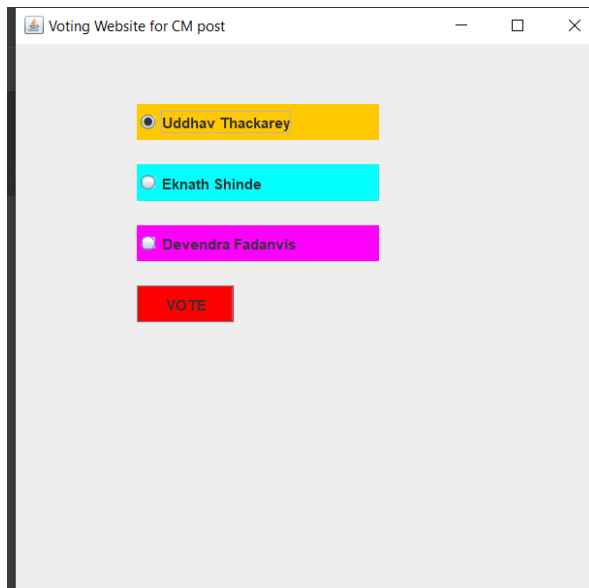 Voting Website for CM post
Uddhav Thackarey
Eknath Shinde
Devendra Fadanvis
VOTE